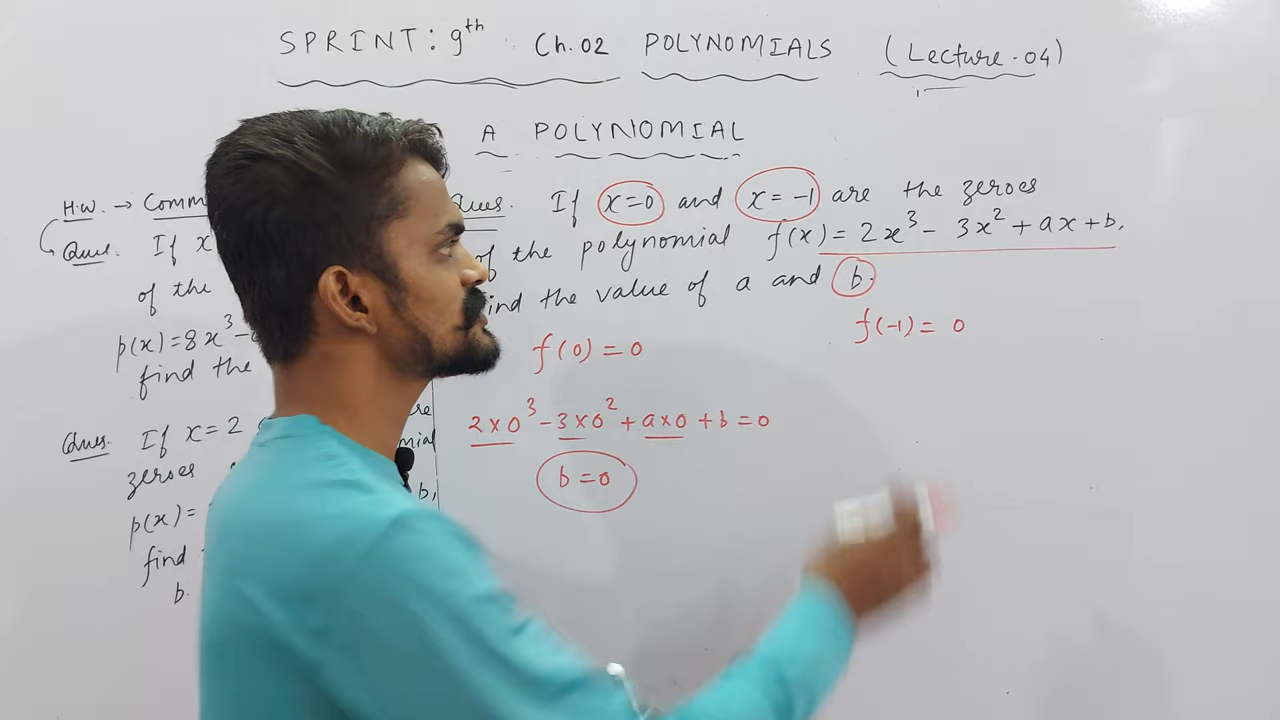 SPRINT: 9th Ch.02 POLYNOMIALS (Lecture-04)
A POLYNOMIAL
H.W. →
Ques. If x
of the
p(x)=8x³-
find the
Ques. If x=2
zeroes
p(x)=
find
b.
b,
Ques. If x=0 and x=-1 are the zeroes
of the polynomial f(x)=2x³-3x²+ax+b,
find the value of a and b.
f(0)=0
f(-1)=0
2×0³-3×0²+a×0+b=0
b=0